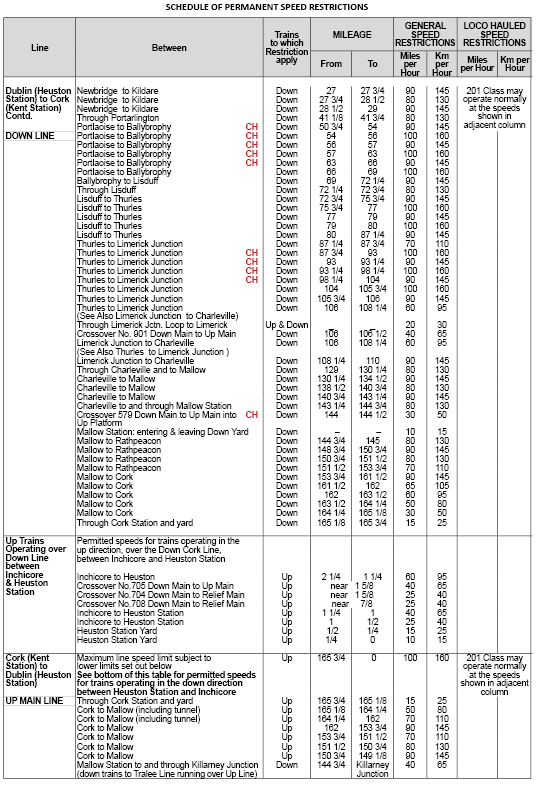 SCHEDULE OF PERMANENT SPEED RESTRICTIONS
Line Between Trains to which Restriction apply MILEAGE From To GENERAL SPEED RESTRICTIONS Miles per Hour Km per Hour LOCO HAULED SPEED RESTRICTIONS Miles per Hour Km per Hour
Dublin (Heuston Station) to Cork (Kent Station) Contd.
DOWN LINE
201 Class may operate normally at the speeds shown in adjacent column
Newbridge to Kildare Down 27 27 3/4 90 145
Newbridge to Kildare Down 27 3/4 28 1/2 80 130
Newbridge to Kildare Down 28 1/2 29 90 145
Through Portarlington Down 41 1/8 41 3/4 80 130
Portlaoise to Ballybrophy CH Down 50 3/4 54 90 145
Portlaoise to Ballybrophy CH Down 54 56 100 160
Portlaoise to Ballybrophy CH Down 56 57 90 145
Portlaoise to Ballybrophy CH Down 57 63 100 160
Portlaoise to Ballybrophy CH Down 63 66 90 145
Portlaoise to Ballybrophy Down 66 69 100 160
Ballybrophy to Lisduff Down 69 72 1/4 90 145
Through Lisduff Down 72 1/4 72 3/4 80 130
Lisduff to Thurles Down 72 3/4 75 3/4 90 145
Lisduff to Thurles Down 75 3/4 77 100 160
Lisduff to Thurles Down 77 79 90 145
Lisduff to Thurles Down 79 80 100 160
Lisduff to Thurles Down 80 87 1/4 90 145
Thurles to Limerick Junction Down 87 1/4 87 3/4 70 110
Thurles to Limerick Junction CH Down 87 3/4 93 100 160
Thurles to Limerick Junction CH Down 93 93 1/4 90 145
Thurles to Limerick Junction CH Down 93 1/4 98 1/4 100 160
Thurles to Limerick Junction CH Down 98 1/4 104 90 145
Thurles to Limerick Junction Down 104 105 3/4 100 160
Thurles to Limerick Junction Down 105 3/4 106 90 145
Thurles to Limerick Junction Down 106 108 1/4 60 95
(See Also Limerick Junction to Charleville)
Through Limerick Jctn. Loop to Limerick Up & Down – – 20 30
Crossover No. 901 Down Main to Up Main Down 106 106 1/2 40 65
Limerick Junction to Charleville Down 106 108 1/4 60 95
(See Also Thurles to Limerick Junction )
Limerick Junction to Charleville Down 108 1/4 110 90 145
Through Charleville and to Mallow Down 129 130 1/4 80 130
Charleville to Mallow Down 130 1/4 134 1/2 90 145
Charleville to Mallow Down 138 1/2 140 3/4 80 130
Charleville to Mallow Down 140 3/4 143 1/4 90 145
Charleville to and through Mallow Station Down 143 1/4 144 3/4 80 130
Crossover 579 Down Main to Up Main into CH Down 144 144 1/2 30 50
Up Platform
Mallow Station: entering & leaving Down Yard Down – – 10 15
Mallow to Rathpeacon Down 144 3/4 145 80 130
Mallow to Rathpeacon Down 148 3/4 150 3/4 90 145
Mallow to Rathpeacon Down 150 3/4 151 1/2 80 130
Mallow to Rathpeacon Down 151 1/2 153 3/4 70 110
Mallow to Cork Down 153 3/4 161 1/2 90 145
Mallow to Cork Down 161 1/2 162 65 105
Mallow to Cork Down 162 163 1/2 60 95
Mallow to Cork Down 163 1/2 164 1/4 50 80
Mallow to Cork Down 164 1/4 165 1/8 30 50
Through Cork Station and yard Down 165 1/8 165 3/4 15 25
Up Trains Operating over Down Line between Inchicore & Heuston Station
Permitted speeds for trains operating in the
up direction, over the Down Cork Line,
between Inchicore and Heuston Station
Inchicore to Heuston Up 2 1/4 1 1/4 60 95
Crossover No.705 Down Main to Up Main Up near 1 5/8 40 65
Crossover No.704 Down Main to Relief Main Up near 1 5/8 25 40
Crossover No.708 Down Main to Relief Main Up near 7/8 25 40
Inchicore to Heuston Station Up 1 1/4 1 40 65
Inchicore to Heuston Station Up 1 1/2 25 40
Heuston Station Yard Up 1/2 1/4 15 25
Heuston Station Yard Up 1/4 0 10 15
Cork (Kent Station) to Dublin (Heuston Station)
UP MAIN LINE
Maximum line speed limit subject to Up 165 3/4 0 100 160
lower limits set out below
See bottom of this table for permitted speeds
for trains operating in the down direction
between Heuston Station and Inchicore
201 Class may operate normally at the speeds shown in adjacent column
Through Cork Station and yard Up 165 3/4 165 1/8 15 25
Cork to Mallow (including tunnel) Up 165 1/8 164 1/4 50 80
Cork to Mallow (including tunnel) Up 164 1/4 162 70 110
Cork to Mallow Up 162 153 3/4 90 145
Cork to Mallow Up 153 3/4 151 1/2 70 110
Cork to Mallow Up 151 1/2 150 3/4 80 130
Cork to Mallow Up 150 3/4 149 1/8 90 145
Mallow Station to and through Killarney Junction Down 144 3/4 Killarney Junction 40 65
(down trains to Tralee Line running over Up Line)